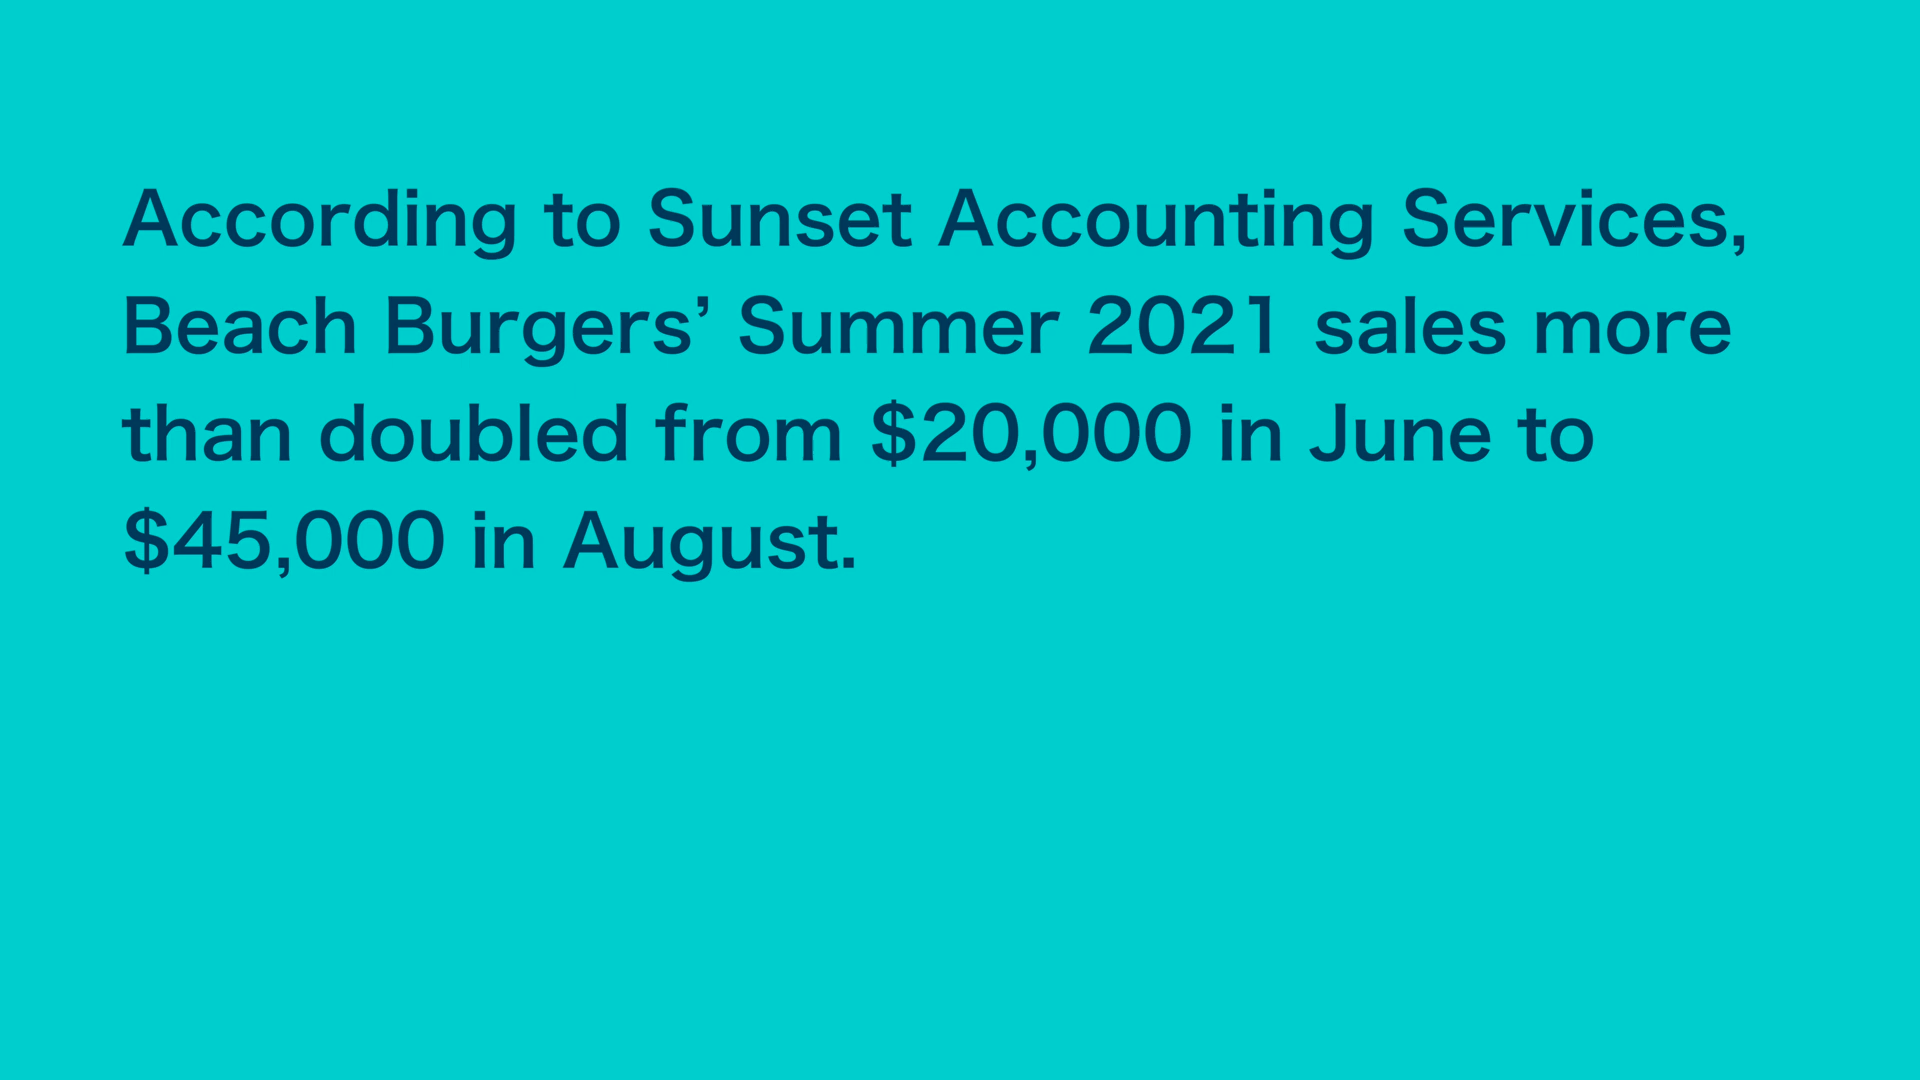 According to Sunset Accounting Services,
Beach Burgers’ Summer 2021 sales more
than doubled from $20,000 in June to
$45,000 in August.